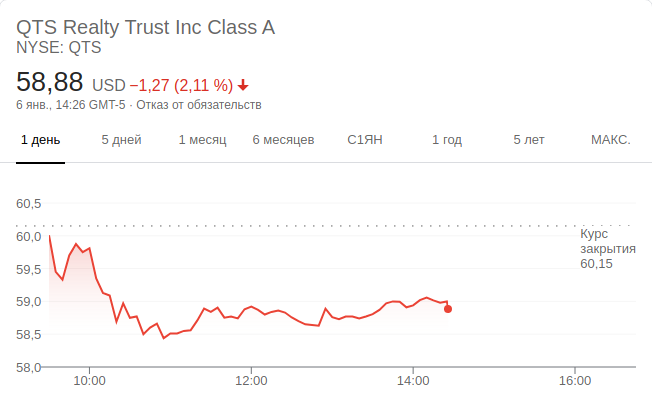 QTS Realty Trust Inc Class A
NYSE: QTS
58,88 USD −1,27 (2,11 %)
6 янв., 14:26 GMT-5 · Отказ от обязательств
1 день 5 дней 1 месяц 6 месяцев С1ЯН 1 год 5 лет МАКС.
60,5
60,0
59,5
59,0
58,5
58,0
Курс
закрытия
60,15
10:00 12:00 14:00 16:00